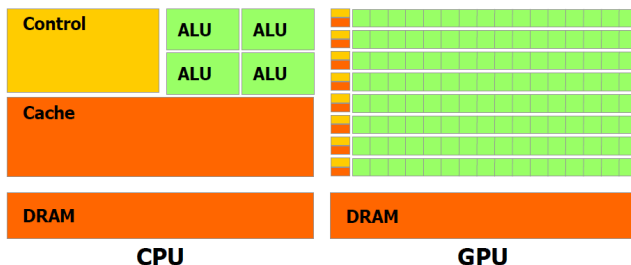 Control
ALU
ALU
ALU
ALU
Cache
DRAM
DRAM
CPU
GPU